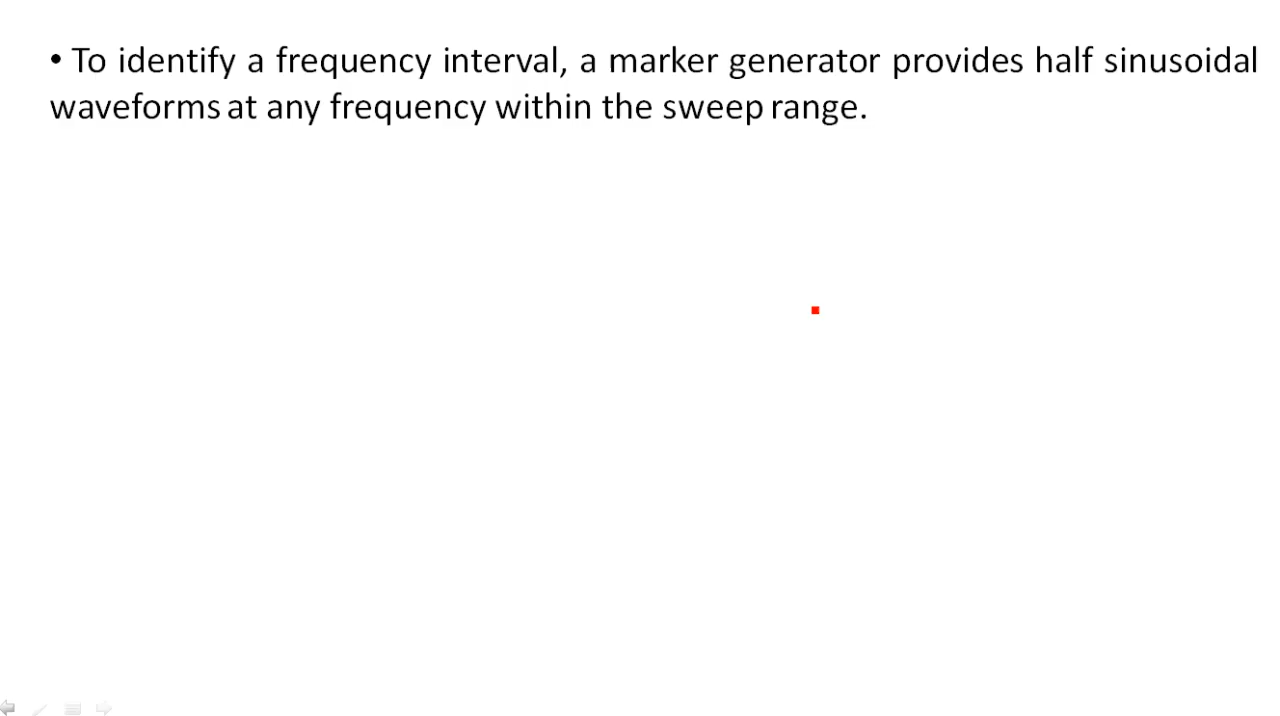 • To identify a frequency interval, a marker generator provides half sinusoidal
waveforms at any frequency within the sweep range.